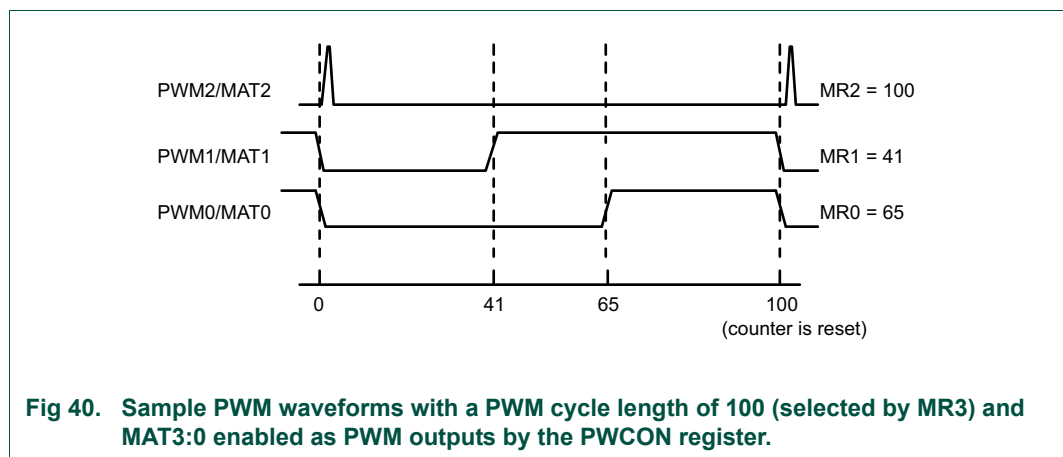 PWM2/MAT2 MR2 = 100
PWM1/MAT1 MR1 = 41
PWM0/MAT0 MR0 = 65
0 41 65 100
(counter is reset)
Fig 40. Sample PWM waveforms with a PWM cycle length of 100 (selected by MR3) and
MAT3:0 enabled as PWM outputs by the PWCON register.